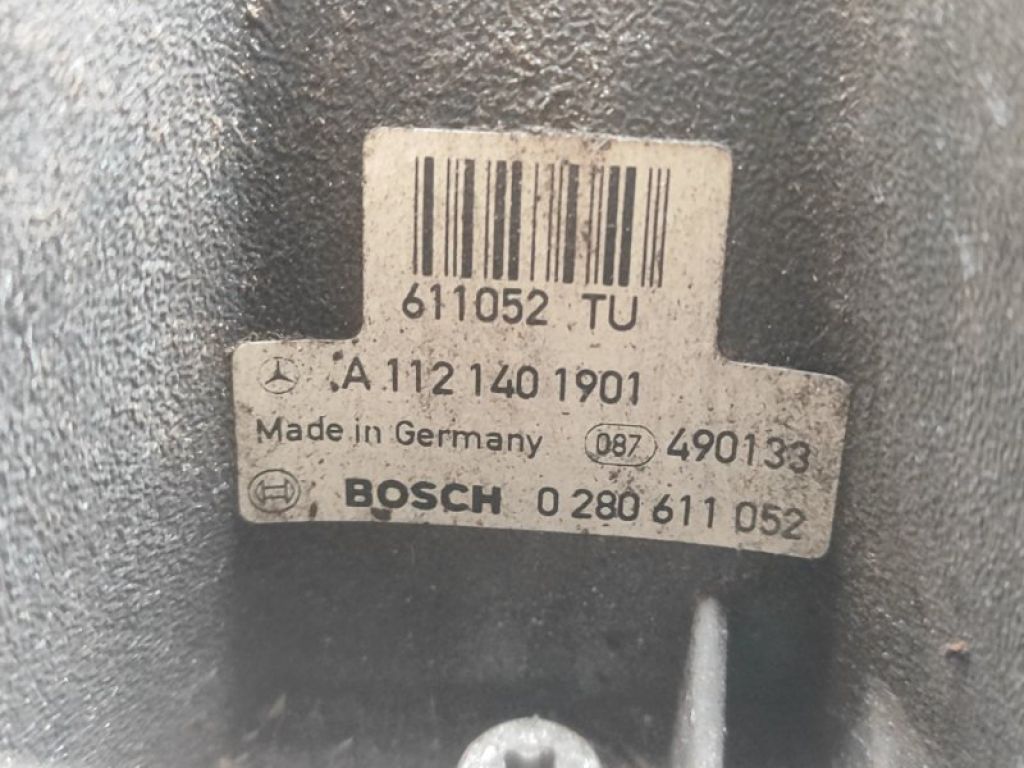 611052 TU
A 112 140 1901
Made in Germany 087 490133
BOSCH 0 280 611 052